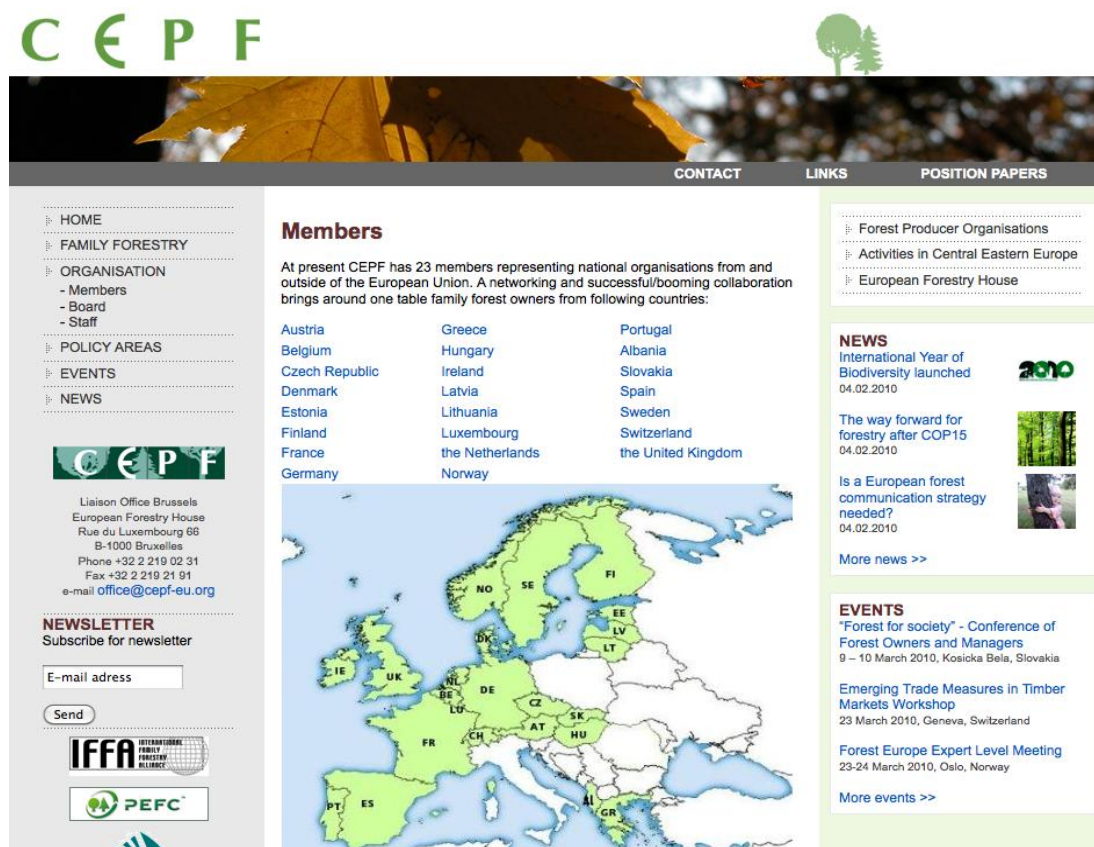 CEPF
CONTACT LINKS POSITION PAPERS
HOME
FAMILY FORESTRY
ORGANISATION
- Members
- Board
- Staff
POLICY AREAS
EVENTS
NEWS
CEPF
Liaison Office Brussels
European Forestry House
Rue du Luxembourg 66
B-1000 Bruxelles
Phone +32 2 219 02 31
Fax +32 2 219 21 91
e-mail office@cepf-eu.org
NEWSLETTER
Subscribe for newsletter
E-mail adress
Send
IFFA INTERNATIONAL
FAMILY
FORESTRY
ALLIANCE
PEFC
Members
At present CEPF has 23 members representing national organisations from and
outside of the European Union. A networking and successful/booming collaboration
brings around one table family forest owners from following countries:
Austria Greece Portugal
Belgium Hungary Albania
Czech Republic Ireland Slovakia
Denmark Latvia Spain
Estonia Lithuania Sweden
Finland Luxembourg Switzerland
France the Netherlands the United Kingdom
Germany Norway
FI
NO SE
EE
LV
DK LT
IE UK NL
BE DE
LU CZ
SK
FR CH AT HU
PT ES AL GR
Forest Producer Organisations
Activities in Central Eastern Europe
European Forestry House
NEWS
International Year of
Biodiversity launched
04.02.2010
2010
The way forward for
forestry after COP15
04.02.2010
Is a European forest
communication strategy
needed?
04.02.2010
More news >>
EVENTS
"Forest for society" - Conference of
Forest Owners and Managers
9 – 10 March 2010, Kosicka Bela, Slovakia
Emerging Trade Measures in Timber
Markets Workshop
23 March 2010, Geneva, Switzerland
Forest Europe Expert Level Meeting
23-24 March 2010, Oslo, Norway
More events >>